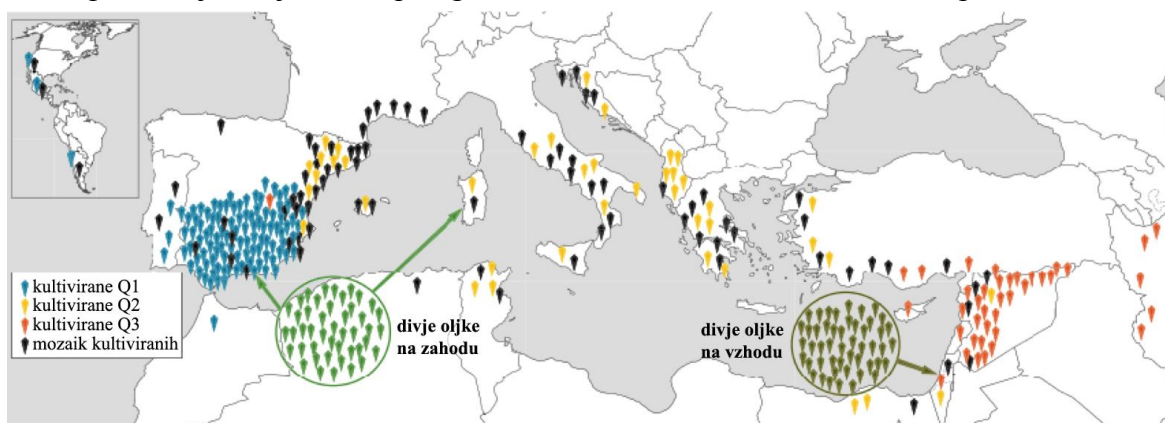 kultivirane Q1
kultivirane Q2
kultivirane Q3
mozaik kultiviranih
divje oljke
na zahodu
divje oljke
na vzhodu